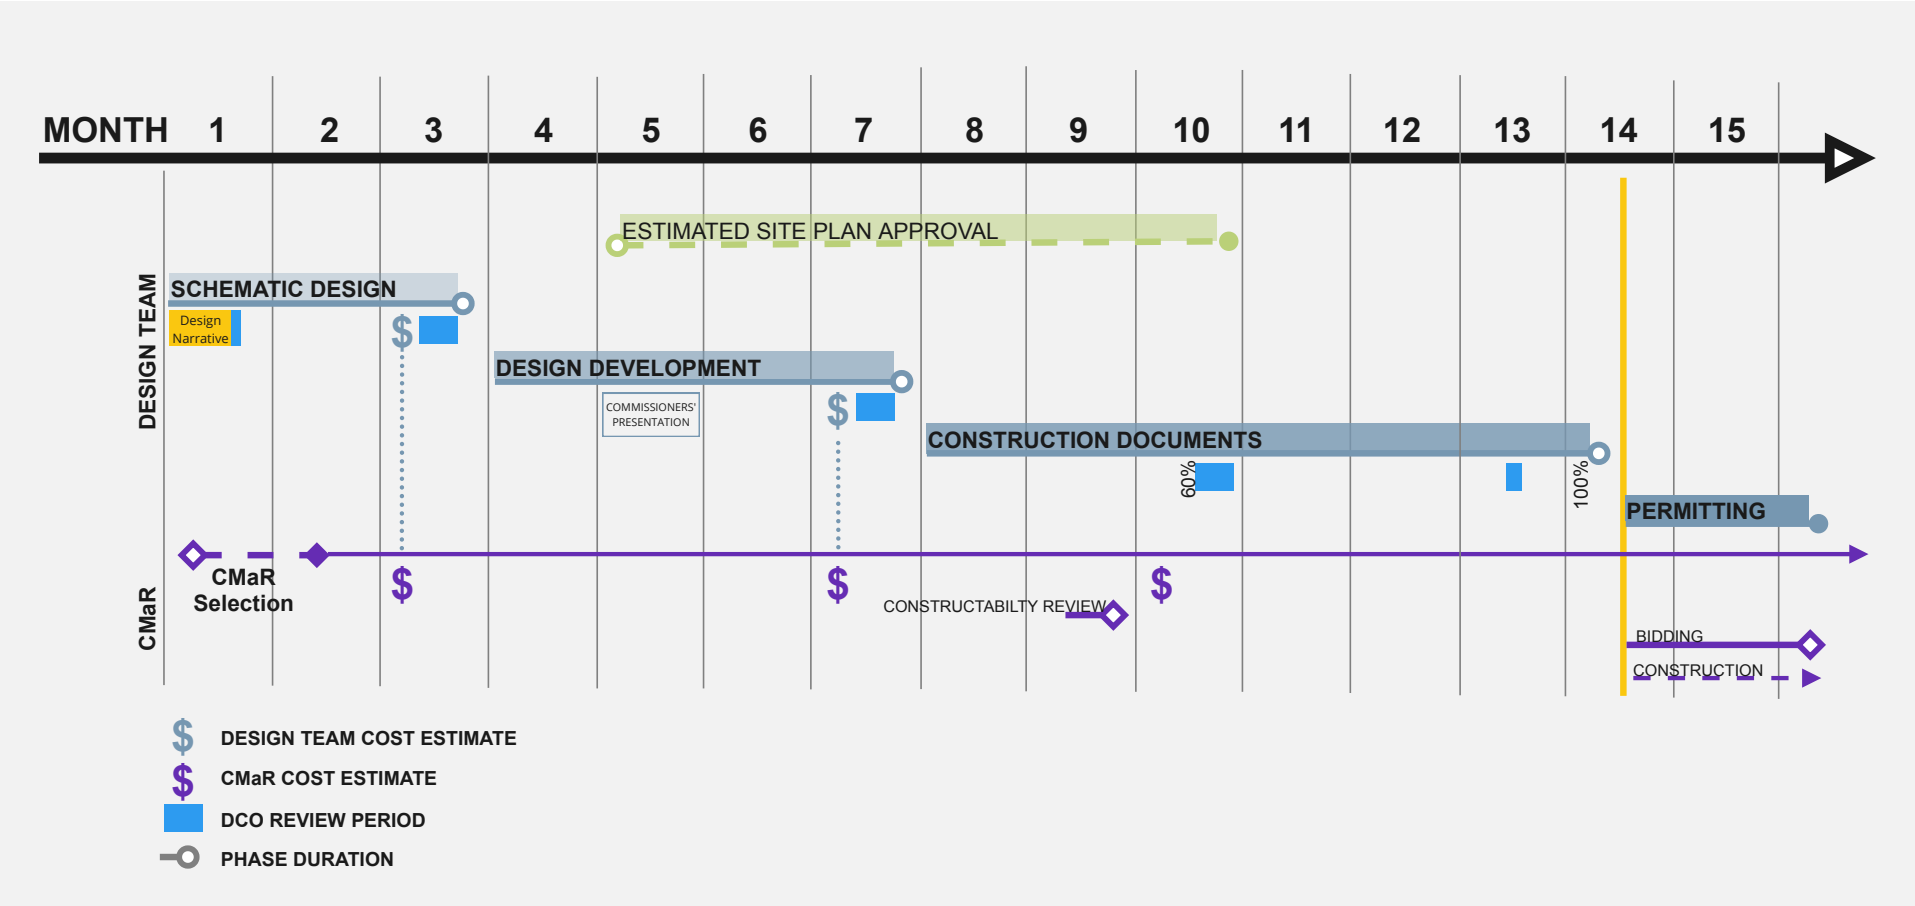 MONTH 1 2 3 4 5 6 7 8 9 10 11 12 13 14 15
ESTIMATED SITE PLAN APPROVAL
DESIGN TEAM
SCHEMATIC DESIGN
Design
Narrative
$
DESIGN DEVELOPMENT
COMMISSIONERS'
PRESENTATION
$
CONSTRUCTION DOCUMENTS
60%
100%
PERMITTING
CMaR
CMaR
Selection
$ $ $
CONSTRUCTABILTY REVIEW
BIDDING
CONSTRUCTION
$ DESIGN TEAM COST ESTIMATE
$ CMaR COST ESTIMATE
DCO REVIEW PERIOD
PHASE DURATION